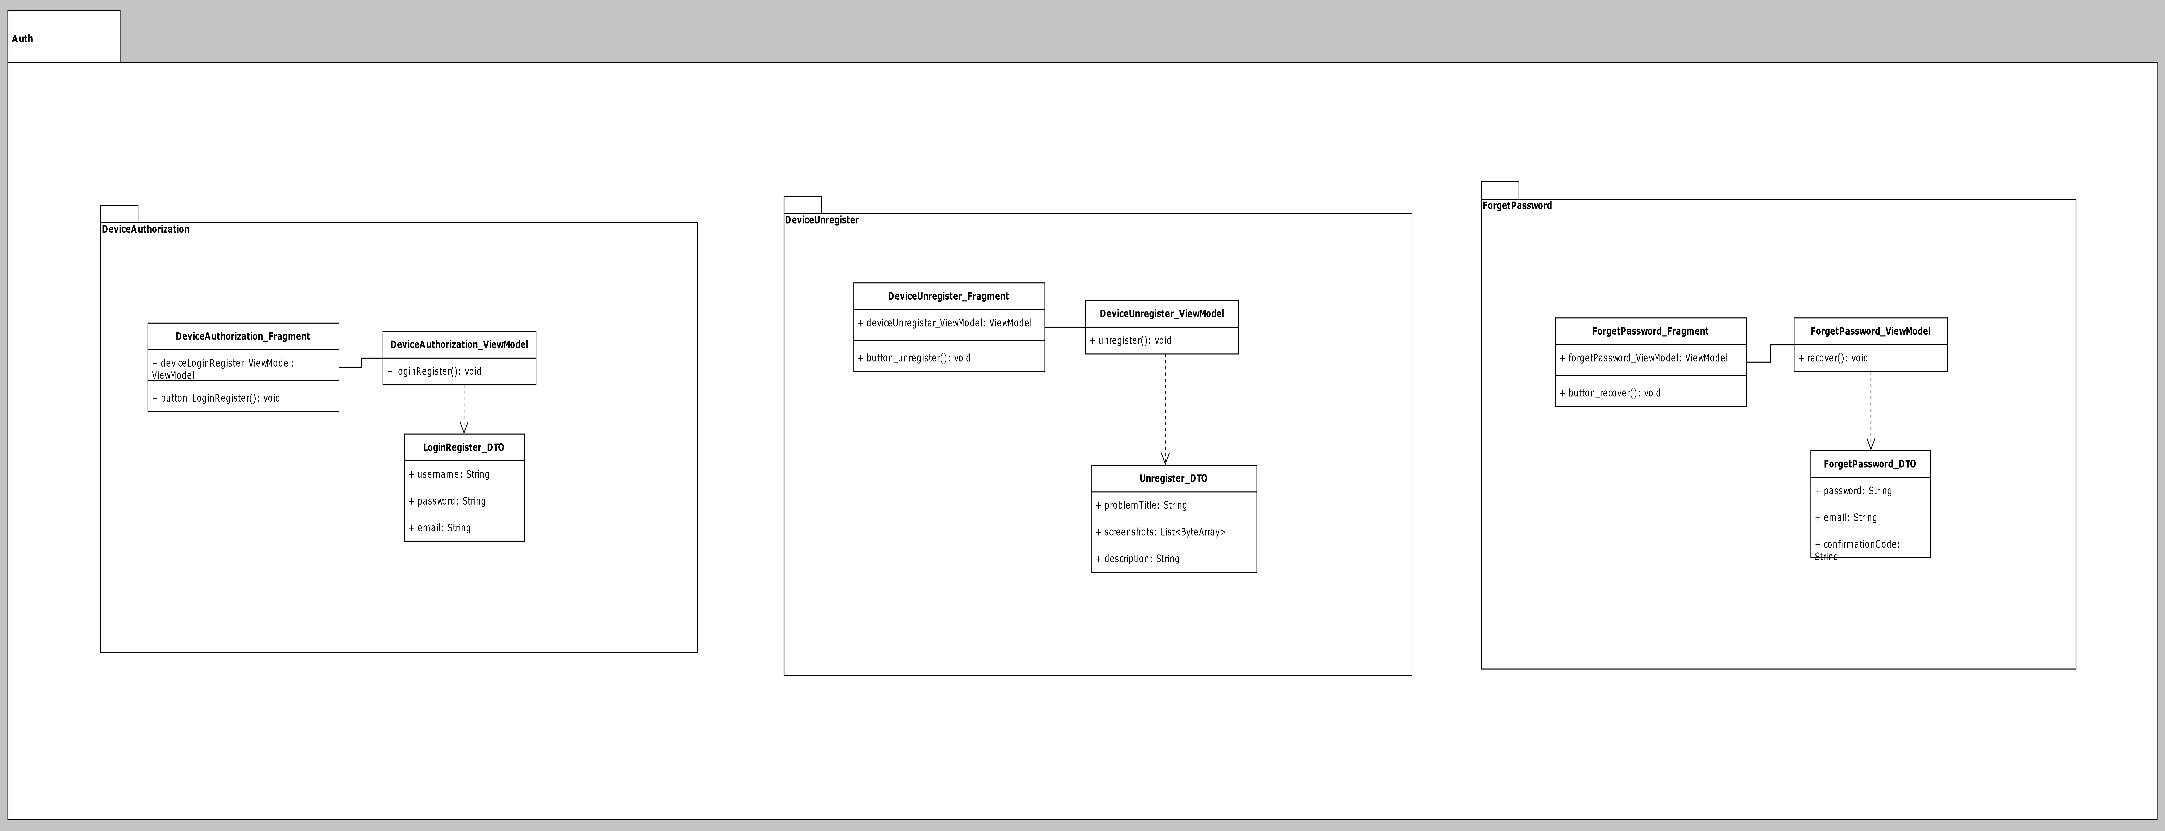 Auth
DeviceAuthorization
DeviceAuthorization_Fragment
+ deviceLoginRegister_ViewModel:
ViewModel
+ button_LoginRegister(): void
DeviceAuthorization_ViewModel
+ loginRegister(): void
LoginRegister_DTO
+ username: String
+ password: String
+ email: String
DeviceUnregister
DeviceUnregister_Fragment
+ deviceUnregister_ViewModel: ViewModel
+ button_unregister(): void
DeviceUnregister_ViewModel
+ unregister(): void
Unregister_DTO
+ problemTitle: String
+ screenshots: List<ByteArray>
+ description: String
ForgetPassword
ForgetPassword_Fragment
+ forgetPassword_ViewModel: ViewModel
+ button_recover(): void
ForgetPassword_ViewModel
+ recover(): void
ForgetPassword_DTO
+ password: String
+ email: String
+ confirmationCode:
String